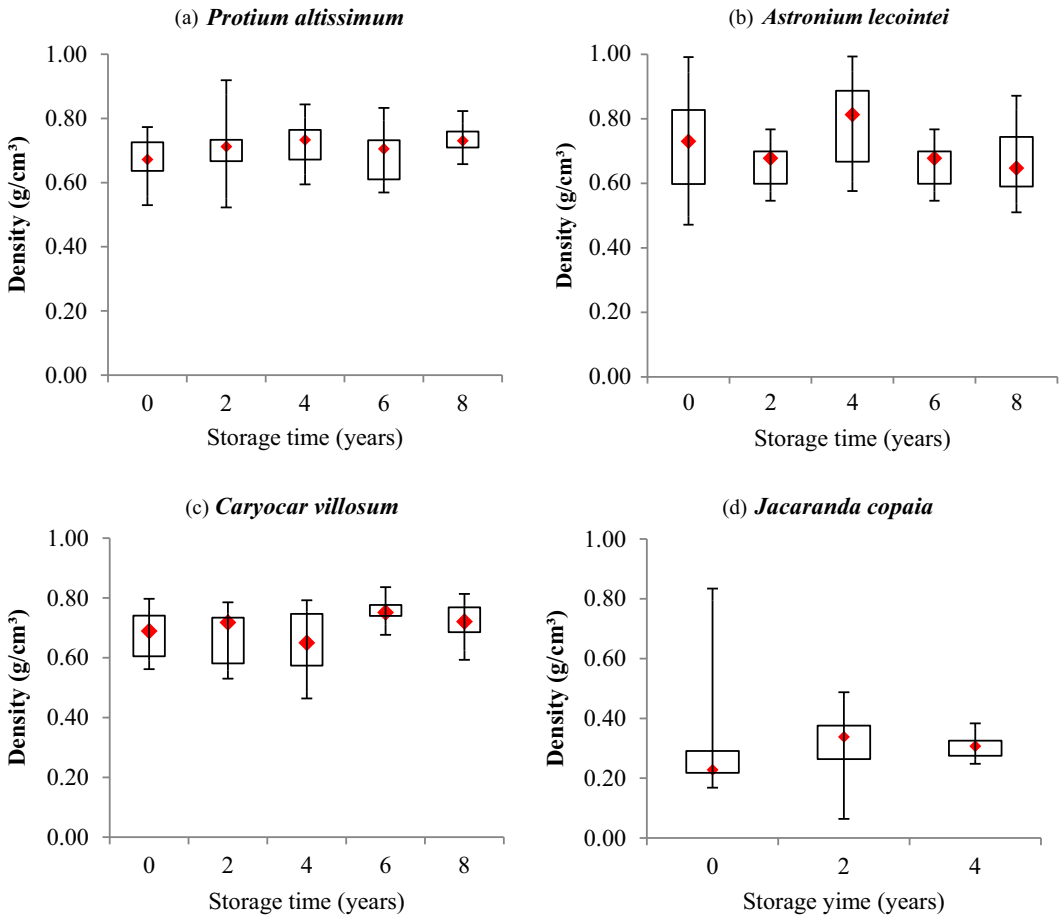 (a) Protium altissimum
1.00
0.80
0.60
0.40
0.20
0.00
Density (g/cm³)
0 2 4 6 8
Storage time (years)
(b) Astronium lecointei
1.00
0.80
0.60
0.40
0.20
0.00
Density (g/cm³)
0 2 4 6 8
Storage time (years)
(c) Caryocar villosum
1.00
0.80
0.60
0.40
0.20
0.00
Density (g/cm³)
0 2 4 6 8
Storage time (years)
(d) Jacaranda copaia
1.00
0.80
0.60
0.40
0.20
0.00
Density (g/cm³)
0 2 4
Storage yime (years)